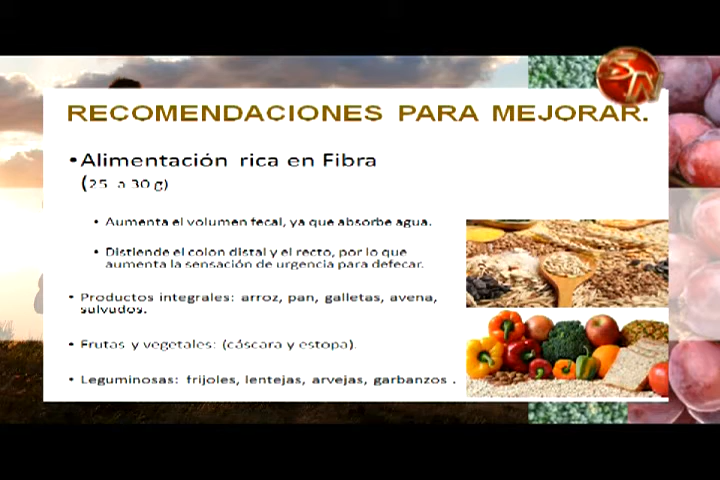 RECOMENDACIONES PARA MEJORAR.
•Alimentación rica en Fibra
(25 a 30 g)
• Aumenta el volumen fecal, ya que absorbe agua.
• Distiende el colon distal y el recto, por lo que
aumenta la sensación de urgencia para defecar.
• Productos integrales: arroz, pan, galletas, avena,
salvados.
• Frutas y vegetales: (cáscara y estopa).
• Leguminosas: frijoles, lentejas, arvejas, garbanzos .